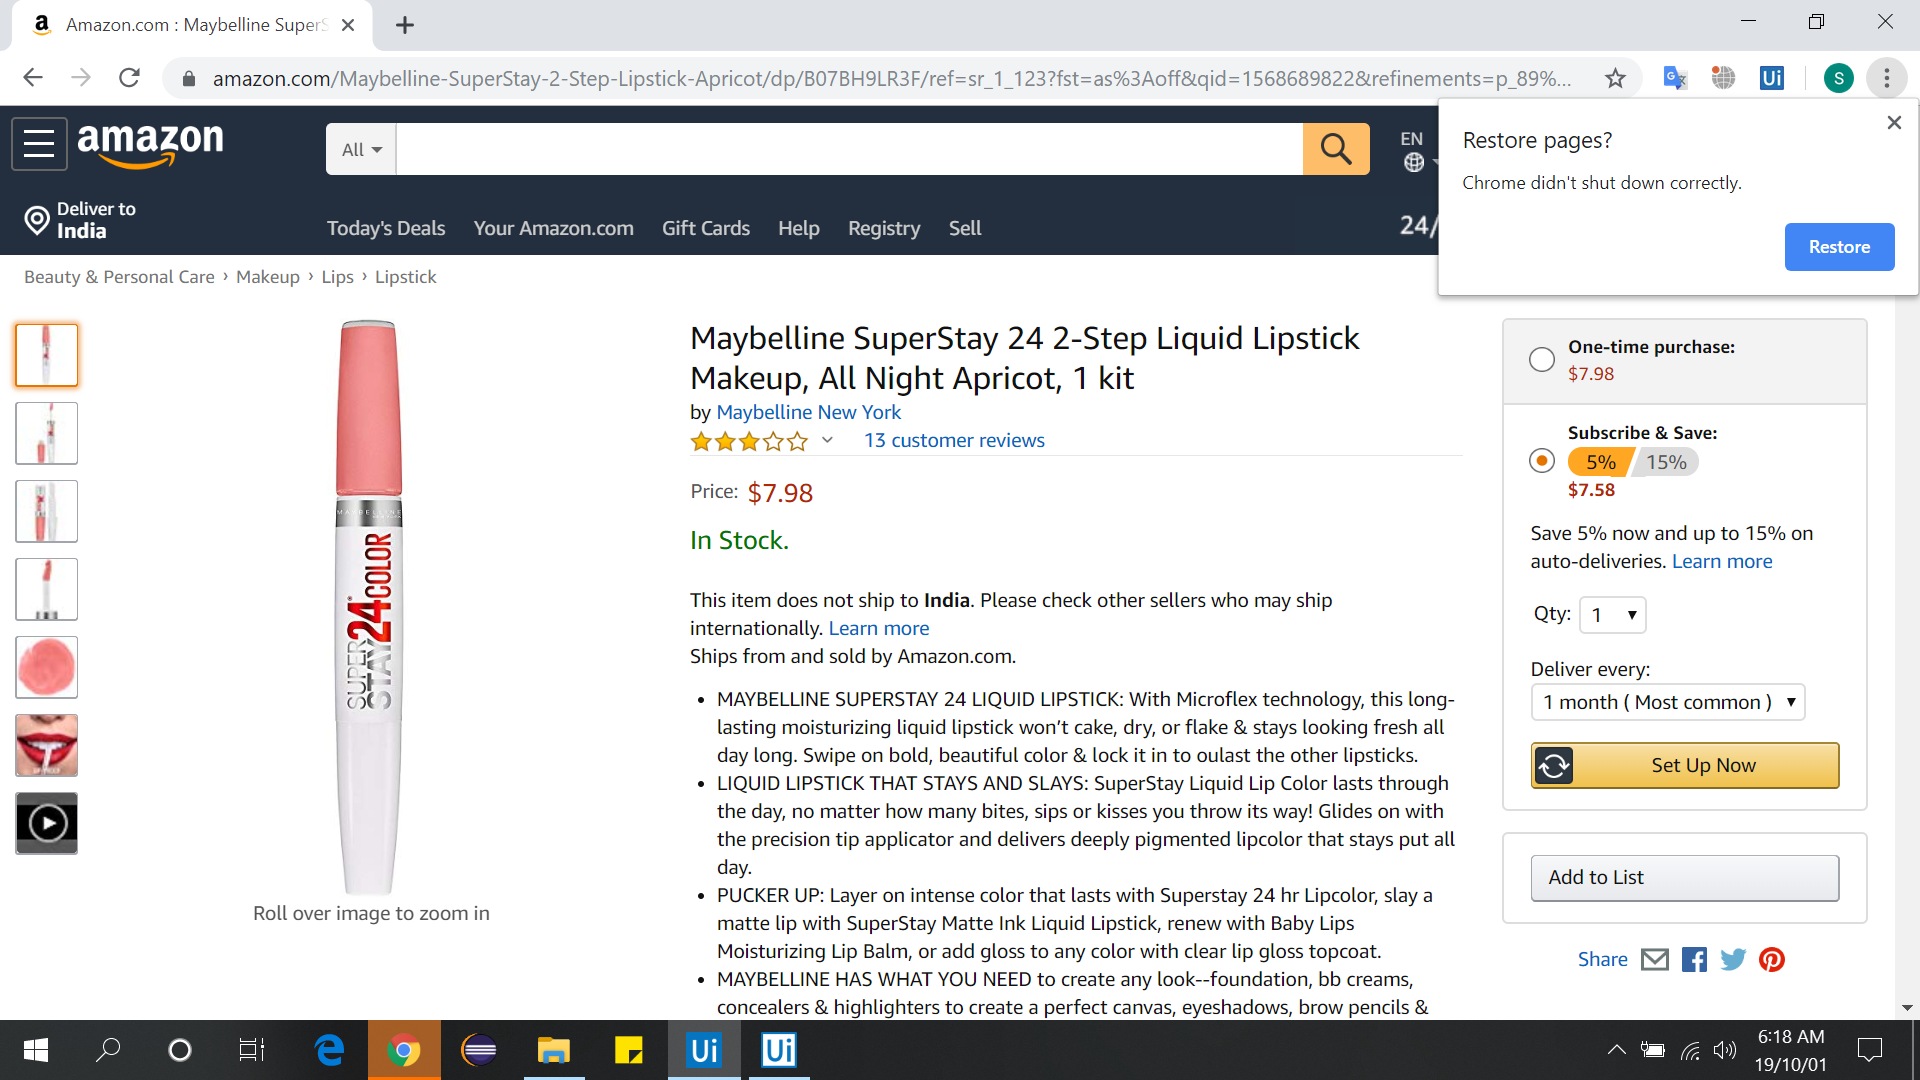 Amazon.com : Maybelline SuperS
amazon.com/Maybelline-SuperStay-2-Step-Lipstick-Apricot/dp/B07BH9LR3F/ref=sr_1_123?fst=as%3Aoff&qid=1568689822&refinements=p_89%...
Ui
S
Restore pages?
Chrome didn't shut down correctly.
Restore
amazon
All
EN
Deliver to
India
Today's Deals
Your Amazon.com
Gift Cards
Help
Registry
Sell
24/
Beauty & Personal Care › Makeup › Lips › Lipstick
MAYBELLINE
SUPER
STAY24COLOR
Roll over image to zoom in
Maybelline SuperStay 24 2-Step Liquid Lipstick
Makeup, All Night Apricot, 1 kit
by Maybelline New York
13 customer reviews
Price: $7.98
In Stock.
This item does not ship to India. Please check other sellers who may ship
internationally. Learn more
Ships from and sold by Amazon.com.
• MAYBELLINE SUPERSTAY 24 LIQUID LIPSTICK: With Microflex technology, this long-
lasting moisturizing liquid lipstick won’t cake, dry, or flake & stays looking fresh all
day long. Swipe on bold, beautiful color & lock it in to oulast the other lipsticks.
• LIQUID LIPSTICK THAT STAYS AND SLAYS: SuperStay Liquid Lip Color lasts through
the day, no matter how many bites, sips or kisses you throw its way! Glides on with
the precision tip applicator and delivers deeply pigmented lipcolor that stays put all
day.
• PUCKER UP: Layer on intense color that lasts with Superstay 24 hr Lipcolor, slay a
matte lip with SuperStay Matte Ink Liquid Lipstick, renew with Baby Lips
Moisturizing Lip Balm, or add gloss to any color with clear lip gloss topcoat.
• MAYBELLINE HAS WHAT YOU NEED to create any look--foundation, bb creams,
concealers & highlighters to create a perfect canvas, eyeshadows, brow pencils &
One-time purchase:
$7.98
Subscribe & Save:
5% 15%
$7.58
Save 5% now and up to 15% on
auto-deliveries. Learn more
Qty: 1
Deliver every:
1 month ( Most common )
Set Up Now
Add to List
Share
Ui
Ui
6:18 AM
19/10/01